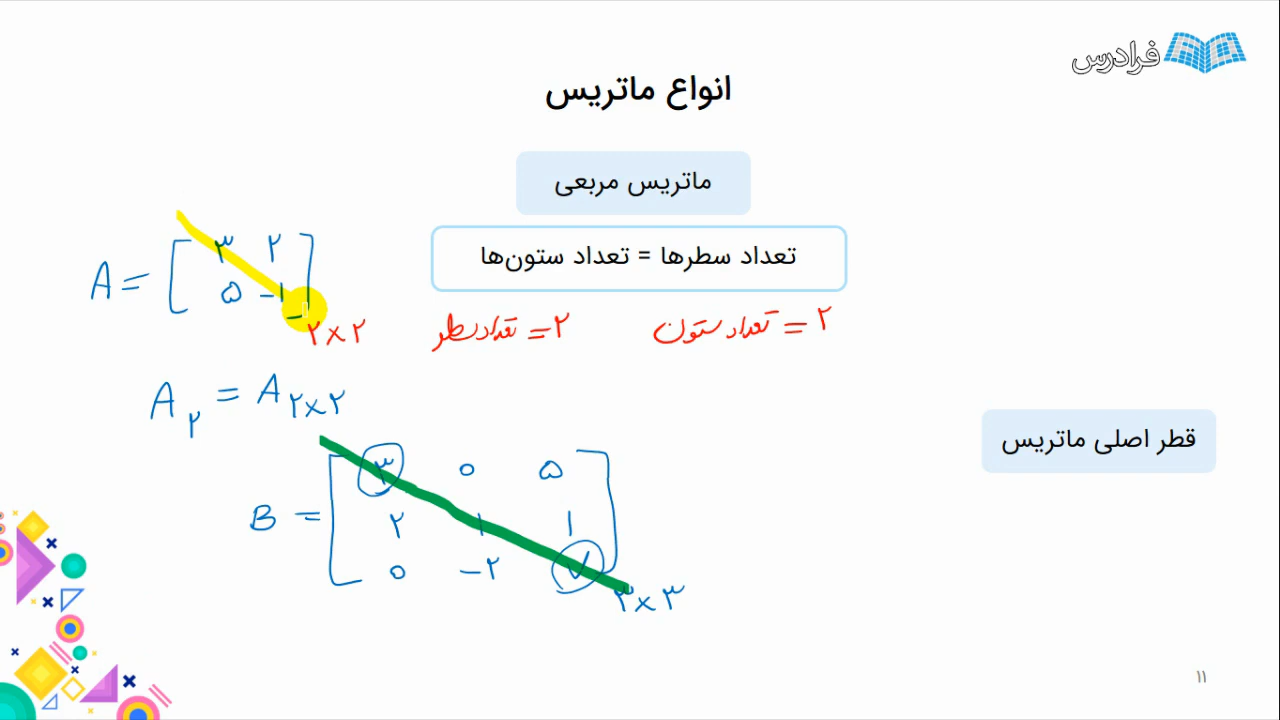 فرادرس
انواع ماتریس
ماتریس مربعی
تعداد سطرها = تعداد ستون‌ها
A = [ ۳ ۲
۵ -۱ ] ۲×۲
تعداد سطر = ۲
تعداد ستون = ۲
A۲ = A۲×۲
قطر اصلی ماتریس
B = [ ۳ ۰ ۵
۲ ۱ ۱
۰ -۲ ۷ ] ۳×۳
۱۱